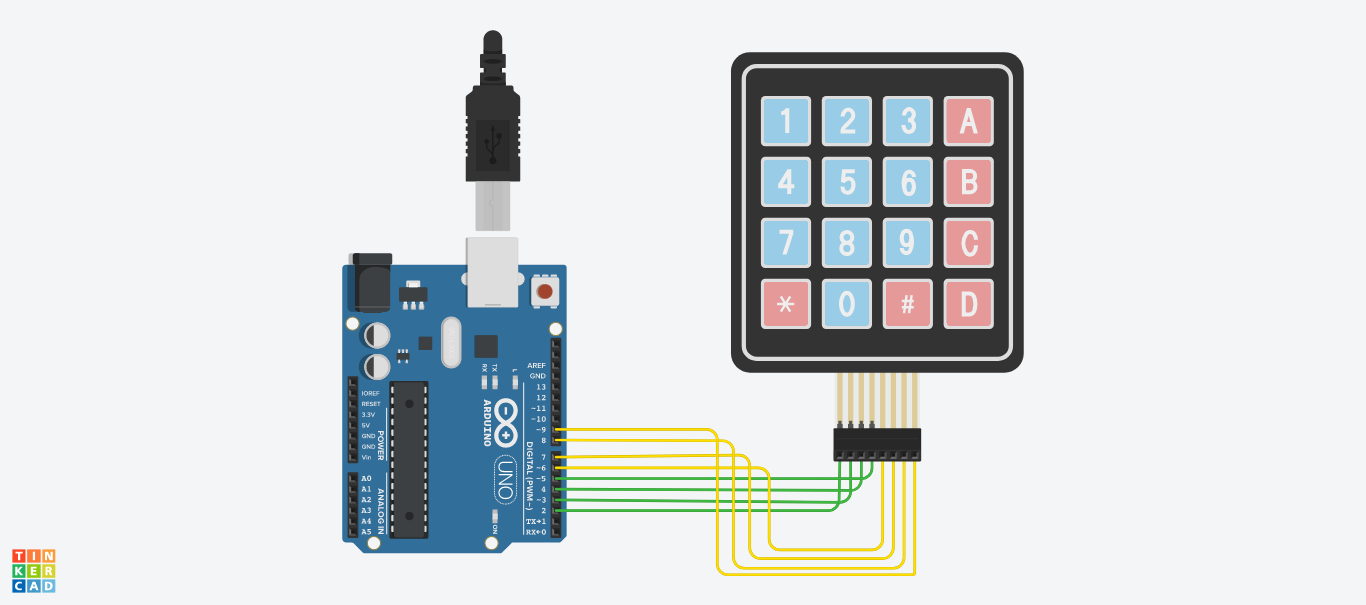 1 2 3 A
4 5 6 B
7 8 9 C
* 0 # D
RX TX L
AREF
GND
13
12
~11
~10
~9
8
7
~6
~5
4
~3
2
TX→1
RX←0
DIGITAL (PWM~)
IOREF
RESET
3.3V
5V
GND
GND
Vin
POWER
A0
A1
A2
A3
A4
A5
ANALOG IN
ARDUINO
UNO
ON
TIN
KER
CAD